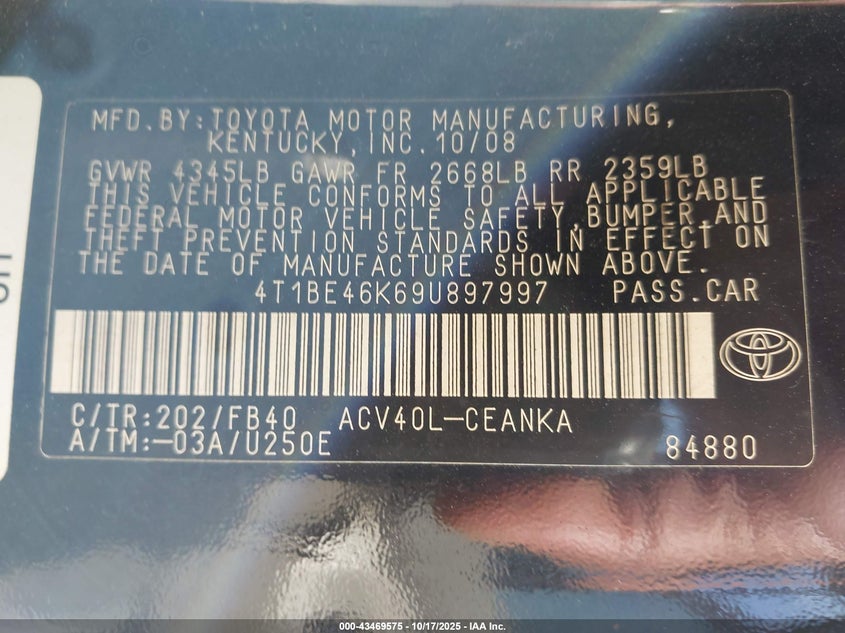 MFD.BY:TOYOTA MOTOR MANUFACTURING,
KENTUCKY,INC.10/08
GVWR 4345LB GAWR FR 2668LB RR 2359LB
THIS VEHICLE CONFORMS TO ALL APPLICABLE
FEDERAL MOTOR VEHICLE SAFETY,BUMPER,AND
THEFT PREVENTION STANDARDS IN EFFECT ON
THE DATE OF MANUFACTURE SHOWN ABOVE.
4T1BE46K69U897997 PASS.CAR
C/TR:202/FB40 ACV40L-CEANKA
A/TM:-03A/U250E 84880
000-43469575 - 10/17/2025 - IAA Inc.